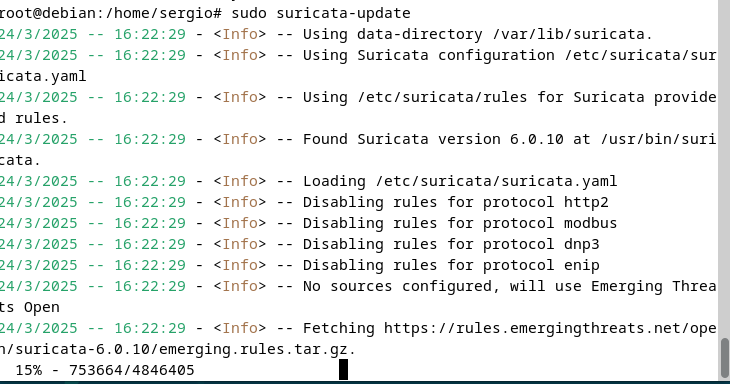 root@debian:/home/sergio# sudo suricata-update
24/3/2025 -- 16:22:29 - <Info> -- Using data-directory /var/lib/suricata.
24/3/2025 -- 16:22:29 - <Info> -- Using Suricata configuration /etc/suricata/sur
icata.yaml
24/3/2025 -- 16:22:29 - <Info> -- Using /etc/suricata/rules for Suricata provide
d rules.
24/3/2025 -- 16:22:29 - <Info> -- Found Suricata version 6.0.10 at /usr/bin/suri
cata.
24/3/2025 -- 16:22:29 - <Info> -- Loading /etc/suricata/suricata.yaml
24/3/2025 -- 16:22:29 - <Info> -- Disabling rules for protocol http2
24/3/2025 -- 16:22:29 - <Info> -- Disabling rules for protocol modbus
24/3/2025 -- 16:22:29 - <Info> -- Disabling rules for protocol dnp3
24/3/2025 -- 16:22:29 - <Info> -- Disabling rules for protocol enip
24/3/2025 -- 16:22:29 - <Info> -- No sources configured, will use Emerging Threa
ts Open
24/3/2025 -- 16:22:29 - <Info> -- Fetching https://rules.emergingthreats.net/ope
n/suricata-6.0.10/emerging.rules.tar.gz.
15% - 753664/4846405